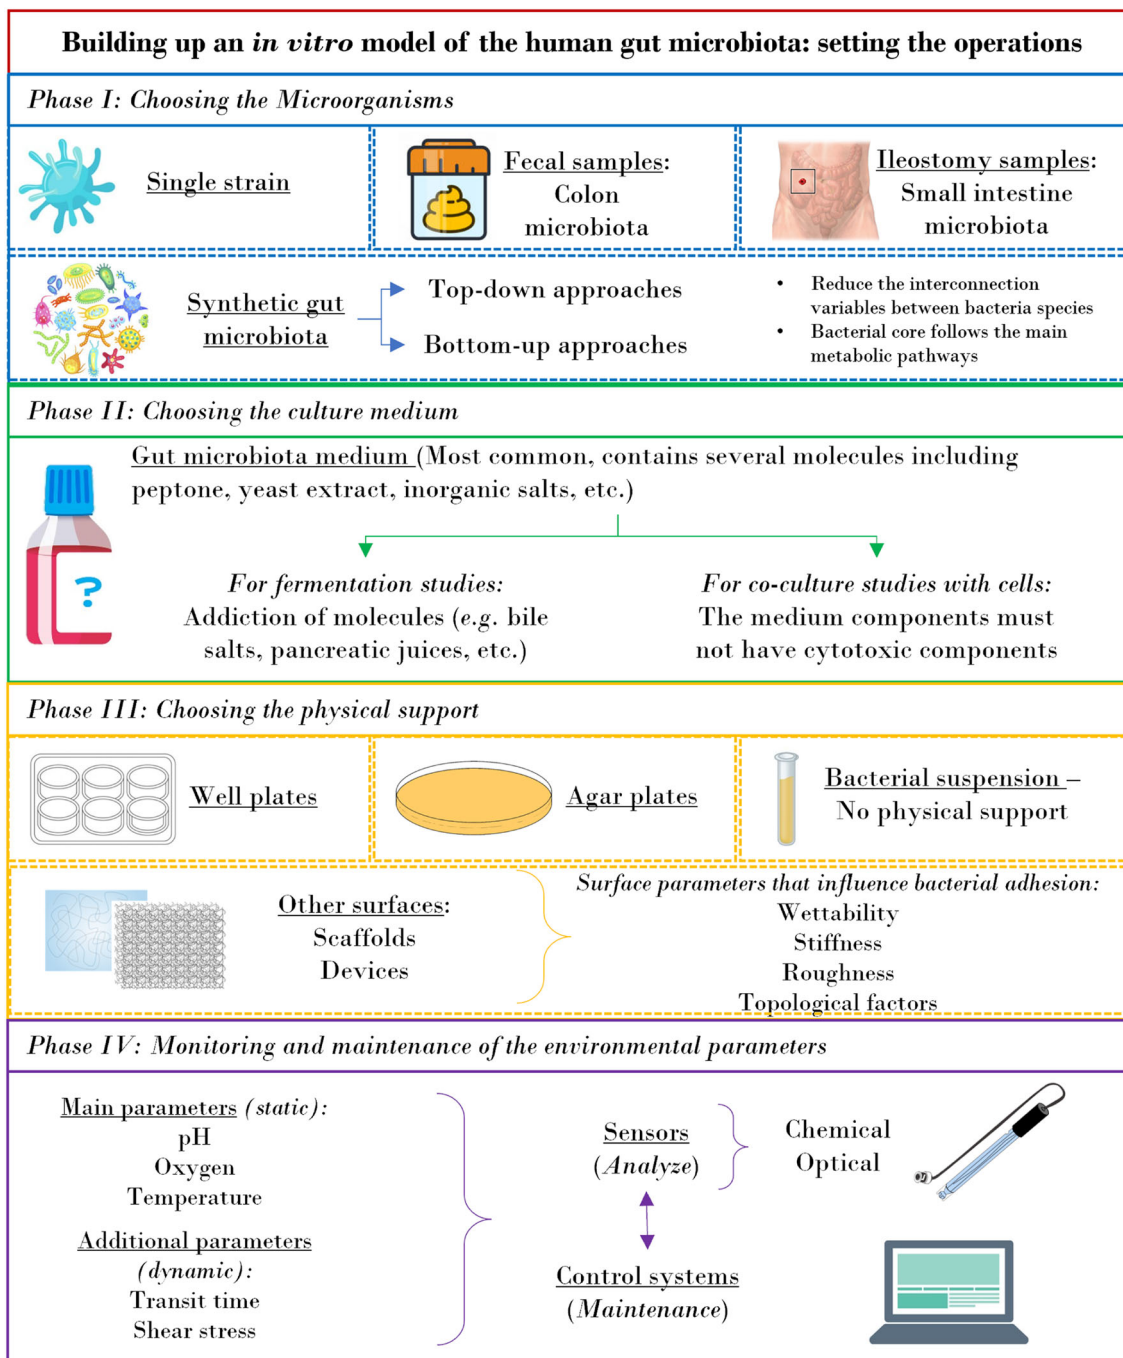 Building up an in vitro model of the human gut microbiota: setting the operations
Phase I: Choosing the Microorganisms
Single strain
Fecal samples:
Colon
microbiota
Ileostomy samples:
Small intestine
microbiota
Synthetic gut
microbiota
Top-down approaches
Bottom-up approaches
• Reduce the interconnection
variables between bacteria species
• Bacterial core follows the main
metabolic pathways
Phase II: Choosing the culture medium
Gut microbiota medium (Most common, contains several molecules including
peptone, yeast extract, inorganic salts, etc.)
?
For fermentation studies:
Addiction of molecules (e.g. bile
salts, pancreatic juices, etc.)
For co-culture studies with cells:
The medium components must
not have cytotoxic components
Phase III: Choosing the physical support
Well plates
Agar plates
Bacterial suspension –
No physical support
Other surfaces:
Scaffolds
Devices
Surface parameters that influence bacterial adhesion:
Wettability
Stiffness
Roughness
Topological factors
Phase IV: Monitoring and maintenance of the environmental parameters
Main parameters (static):
pH
Oxygen
Temperature
Additional parameters
(dynamic):
Transit time
Shear stress
Sensors
(Analyze)
Chemical
Optical
Control systems
(Maintenance)